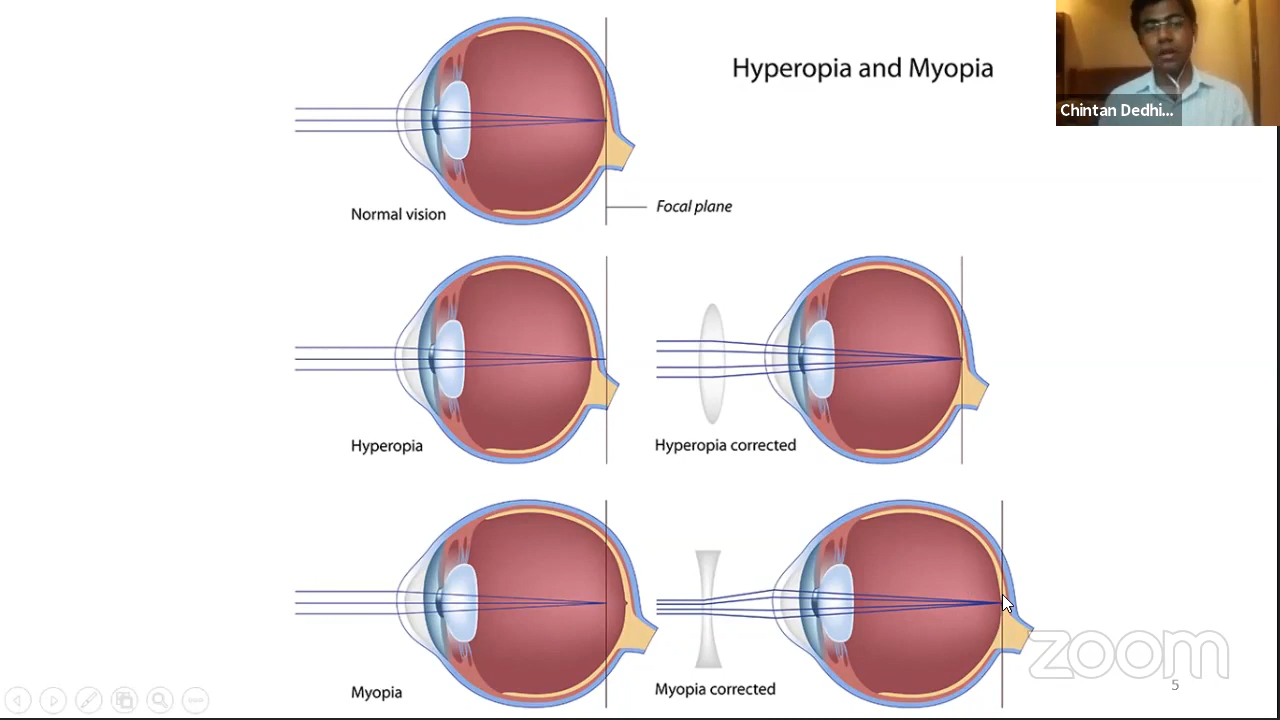 Hyperopia and Myopia
Chintan Dedhi...
Normal vision
Focal plane
Hyperopia
Hyperopia corrected
Myopia
Myopia corrected
zoom
5